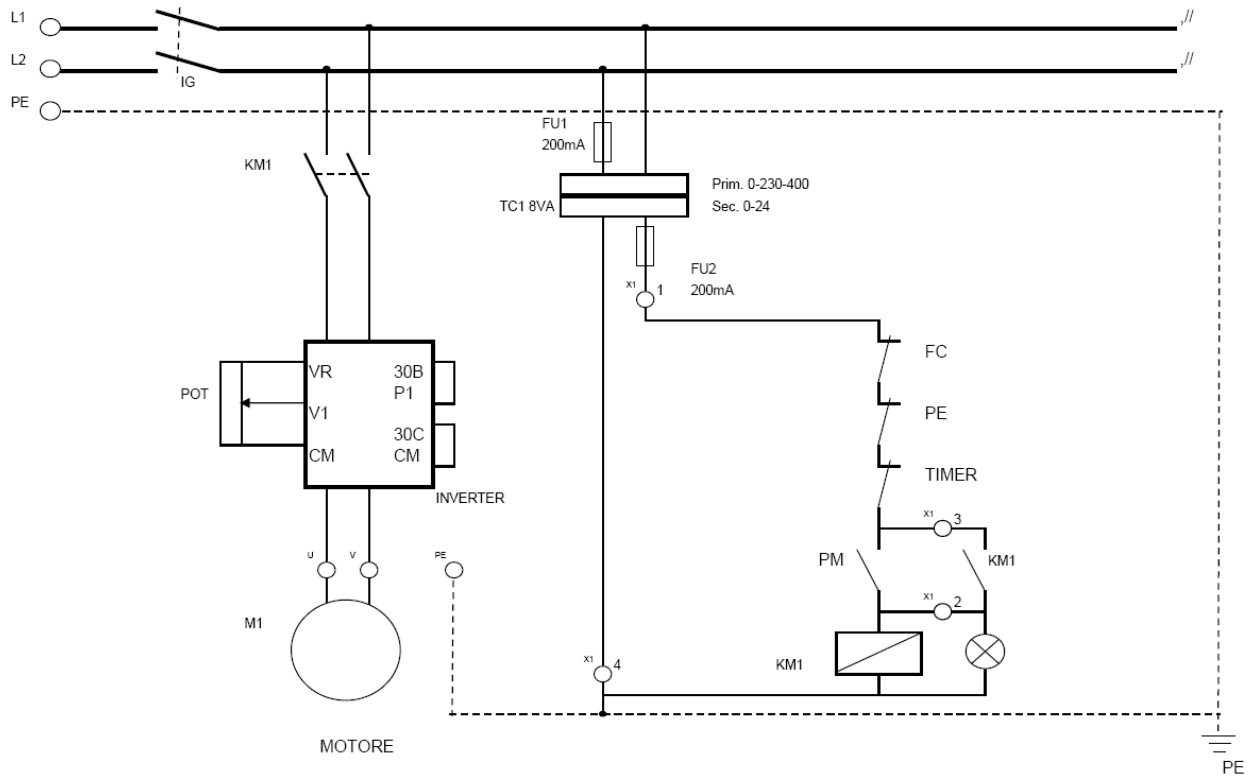 L1
,//
L2
,//
IG
PE
FU1
200mA
KM1
Prim. 0-230-400
TC1 8VA
Sec. 0-24
FU2
X1
1
200mA
FC
VR
30B
POT
P1
V1
PE
30C
CM
CM
TIMER
INVERTER
X1
3
U
V
PE
PM
KM1
X1
2
M1
X1
4
KM1
MOTORE
PE